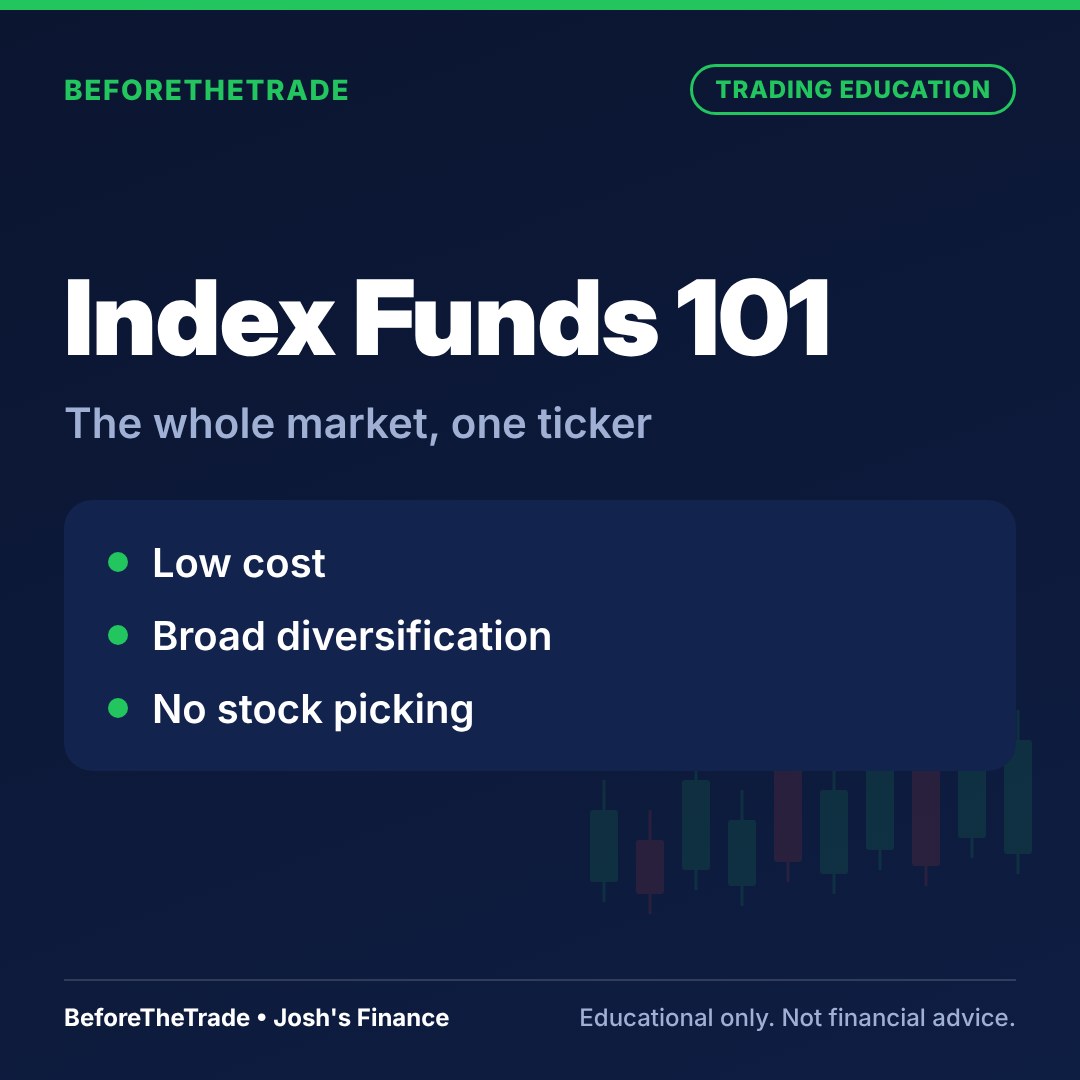 BEFORETHETRADE
TRADING EDUCATION
Index Funds 101
The whole market, one ticker
Low cost
Broad diversification
No stock picking
BeforeTheTrade • Josh's Finance
Educational only. Not financial advice.